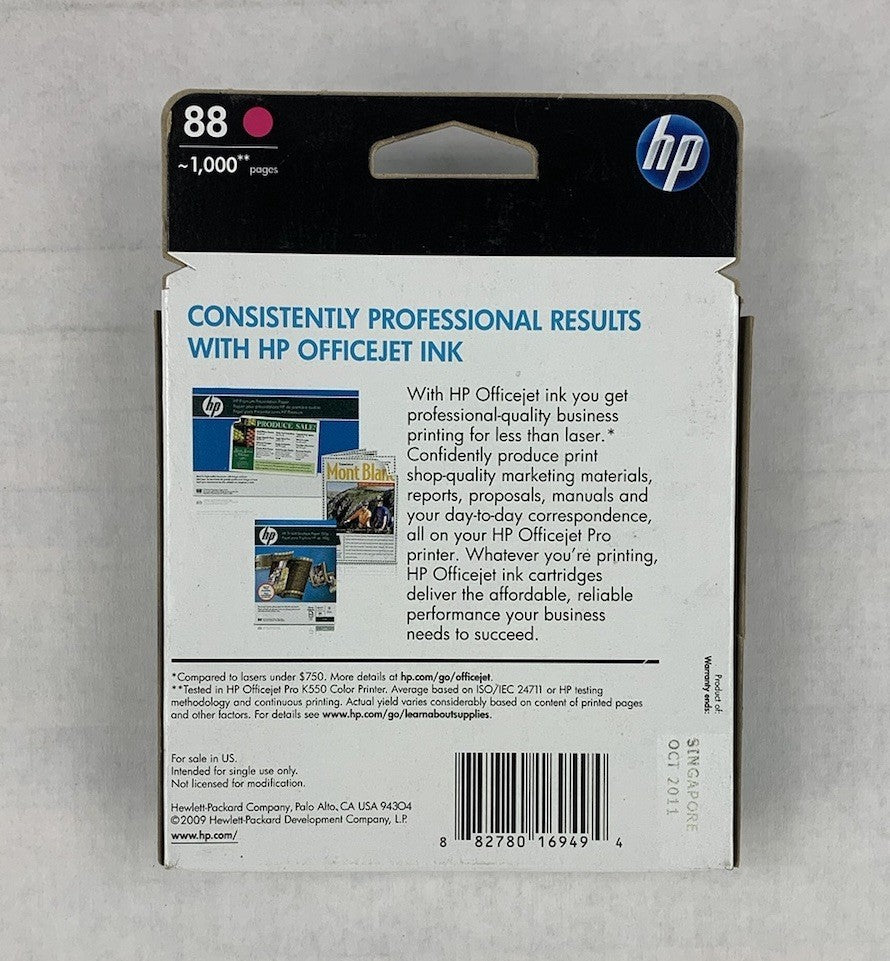 88
~1,000** pages
hp
CONSISTENTLY PROFESSIONAL RESULTS
WITH HP OFFICEJET INK
hp
HP Premium Presentation Paper
PRODUCE SALE!
Mont Blanc
hp
With HP Officejet ink you get
professional-quality business
printing for less than laser.*
Confidently produce print
shop-quality marketing materials,
reports, proposals, manuals and
your day-to-day correspondence,
all on your HP Officejet Pro
printer. Whatever you're printing,
HP Officejet ink cartridges
deliver the affordable, reliable
performance your business
needs to succeed.
*Compared to lasers under $750. More details at hp.com/go/officejet.
**Tested in HP Officejet Pro K550 Color Printer. Average based on ISO/IEC 24711 or HP testing
methodology and continuous printing. Actual yield varies considerably based on content of printed pages
and other factors. For details see www.hp.com/go/learnaboutsupplies.
Product of:
Warranty ends:
SINGAPORE
OCT 2011
For sale in US.
Intended for single use only.
Not licensed for modification.
Hewlett-Packard Company, Palo Alto, CA USA 94304
©2009 Hewlett-Packard Development Company, L.P.
www.hp.com/
8 82780 16949 4